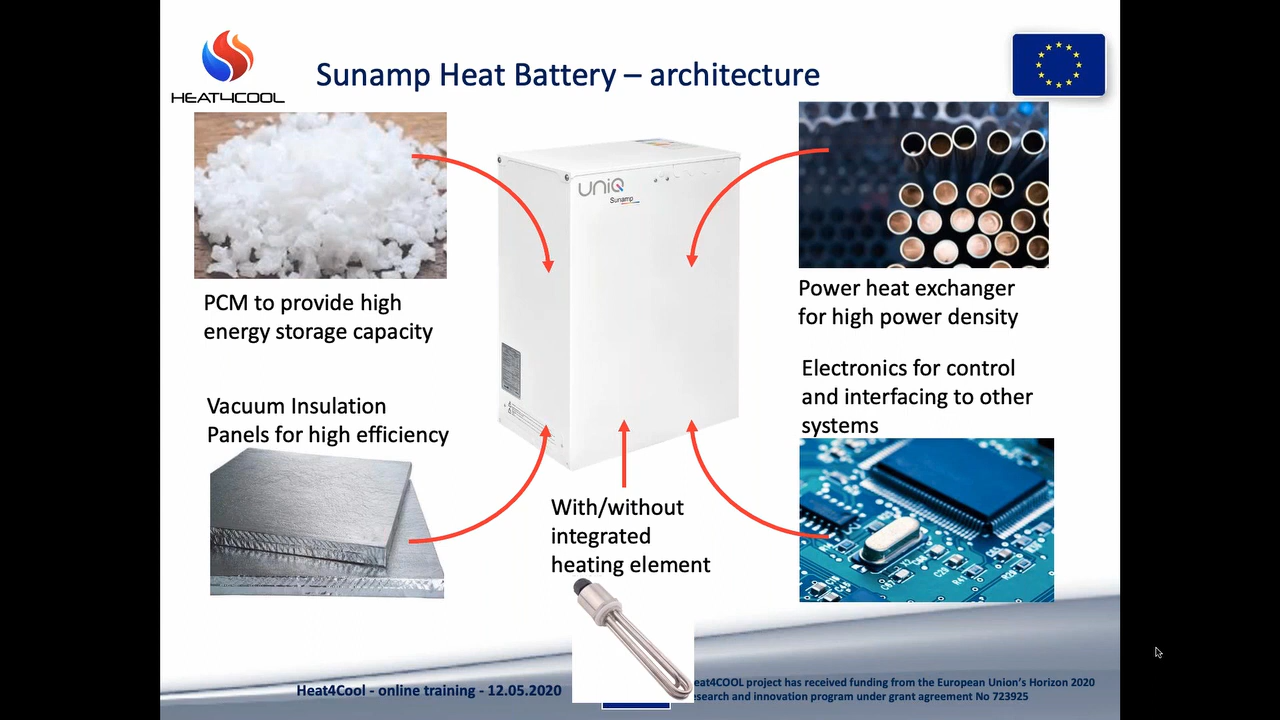 HEAT4COOL
Sunamp Heat Battery – architecture
UniQ
Sunamp
PCM to provide high
energy storage capacity
Power heat exchanger
for high power density
Vacuum Insulation
Panels for high efficiency
Electronics for control
and interfacing to other
systems
With/without
integrated
heating element
Heat4Cool - online training - 12.05.2020
eat4COOL project has received funding from the European Union's Horizon 2020
esearch and innovation program under grant agreement No 723925